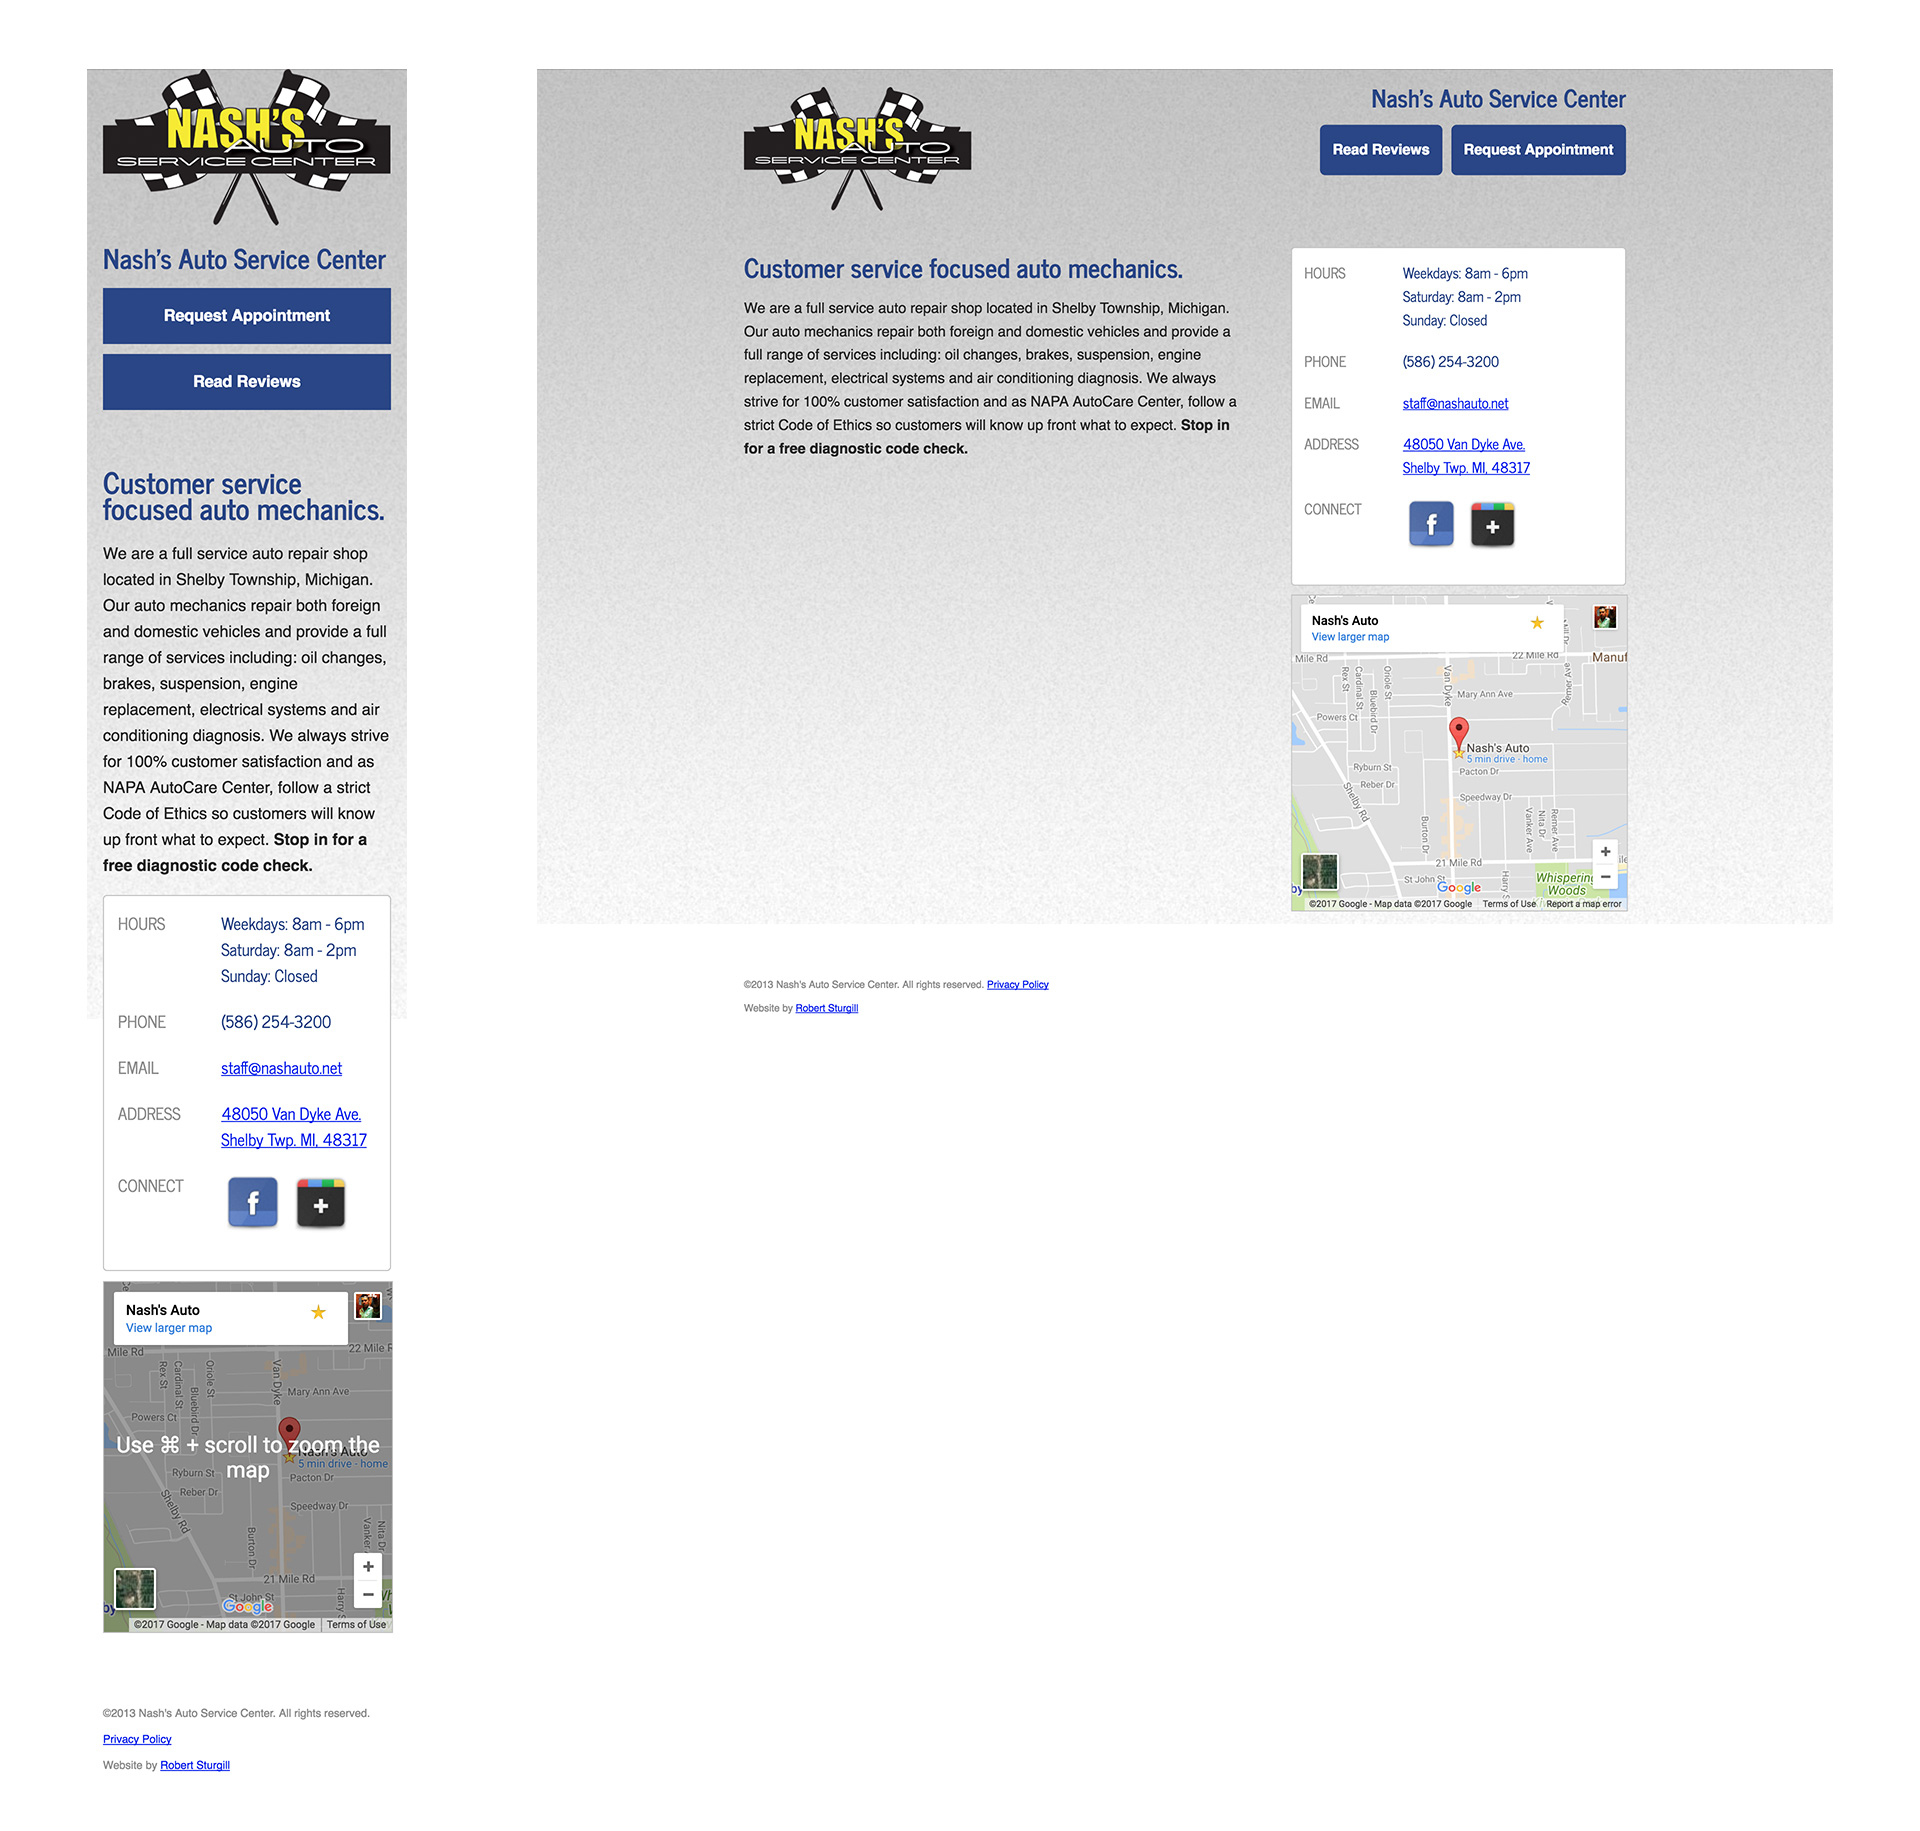 NASH'S
AUTO
SERVICE CENTER
Nash's Auto Service Center
Request Appointment
Read Reviews
Customer service
focused auto mechanics.
We are a full service auto repair shop
located in Shelby Township, Michigan.
Our auto mechanics repair both foreign
and domestic vehicles and provide a full
range of services including: oil changes,
brakes, suspension, engine
replacement, electrical systems and air
conditioning diagnosis. We always strive
for 100% customer satisfaction and as
NAPA AutoCare Center, follow a strict
Code of Ethics so customers will know
up front what to expect. Stop in for a
free diagnostic code check.
HOURS Weekdays: 8am - 6pm
Saturday: 8am - 2pm
Sunday: Closed
PHONE (586) 254-3200
EMAIL staff@nashauto.net
ADDRESS 48050 Van Dyke Ave.
Shelby Twp. MI, 48317
CONNECT f +
Nash's Auto
View larger map
Mile Rd
22 Mile R
Rex St
Cardinal St
Bluebird Dr
Oriole St
Van Dyke
Mary Ann Ave
Powers Ct
Use ⌘ + scroll to zoom the
map
Nash's Auto
5 min drive - home
Ryburn St
Pacton Dr
Reber Dr
Shelby Rd
Speedway Dr
Burton Dr
Vanker
Nita D
21 Mile Rd
St John St
Harry S
by
Google
+
−
©2017 Google - Map data ©2017 Google Terms of Use
©2013 Nash's Auto Service Center. All rights reserved.
Privacy Policy
Website by Robert Sturgill
NASH'S
AUTO
SERVICE CENTER
Nash's Auto Service Center
Read Reviews Request Appointment
Customer service focused auto mechanics.
We are a full service auto repair shop located in Shelby Township, Michigan.
Our auto mechanics repair both foreign and domestic vehicles and provide a
full range of services including: oil changes, brakes, suspension, engine
replacement, electrical systems and air conditioning diagnosis. We always
strive for 100% customer satisfaction and as NAPA AutoCare Center, follow a
strict Code of Ethics so customers will know up front what to expect. Stop in
for a free diagnostic code check.
HOURS Weekdays: 8am - 6pm
Saturday: 8am - 2pm
Sunday: Closed
PHONE (586) 254-3200
EMAIL staff@nashauto.net
ADDRESS 48050 Van Dyke Ave.
Shelby Twp. MI, 48317
CONNECT f +
Nash's Auto
View larger map
Mile Rd
22 Mile Rd
Manuf
Rex St
Cardinal St
Bluebird Dr
Oriole St
Van Dyke
Mary Ann Ave
Remer Ave
Powers Ct
Nash's Auto
5 min drive - home
Ryburn St
Pacton Dr
Reber Dr
Shelby Rd
Speedway Dr
Burton Dr
Vanker Ave
Nita Dr
Remer Ave
21 Mile Rd
St John St
Harry S
Whispering
Woods
by
Google
+
−
©2017 Google - Map data ©2017 Google Terms of Use Report a map error
©2013 Nash's Auto Service Center. All rights reserved. Privacy Policy
Website by Robert Sturgill